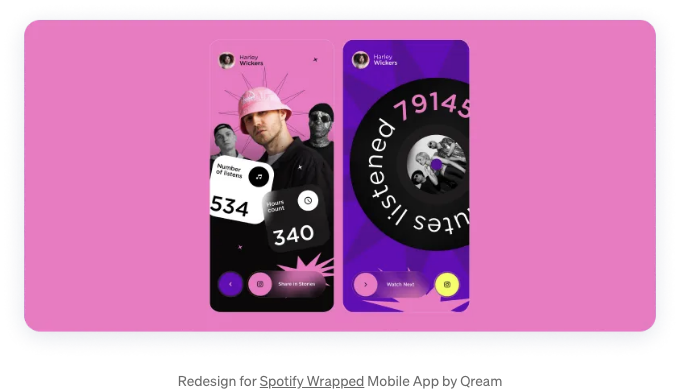 Harley
Wickers
Number
of listens
534
Hours
count
340
Share in Stories
Harley
Wickers
79145
utes listened
Watch Next
Redesign for Spotify Wrapped Mobile App by Qream